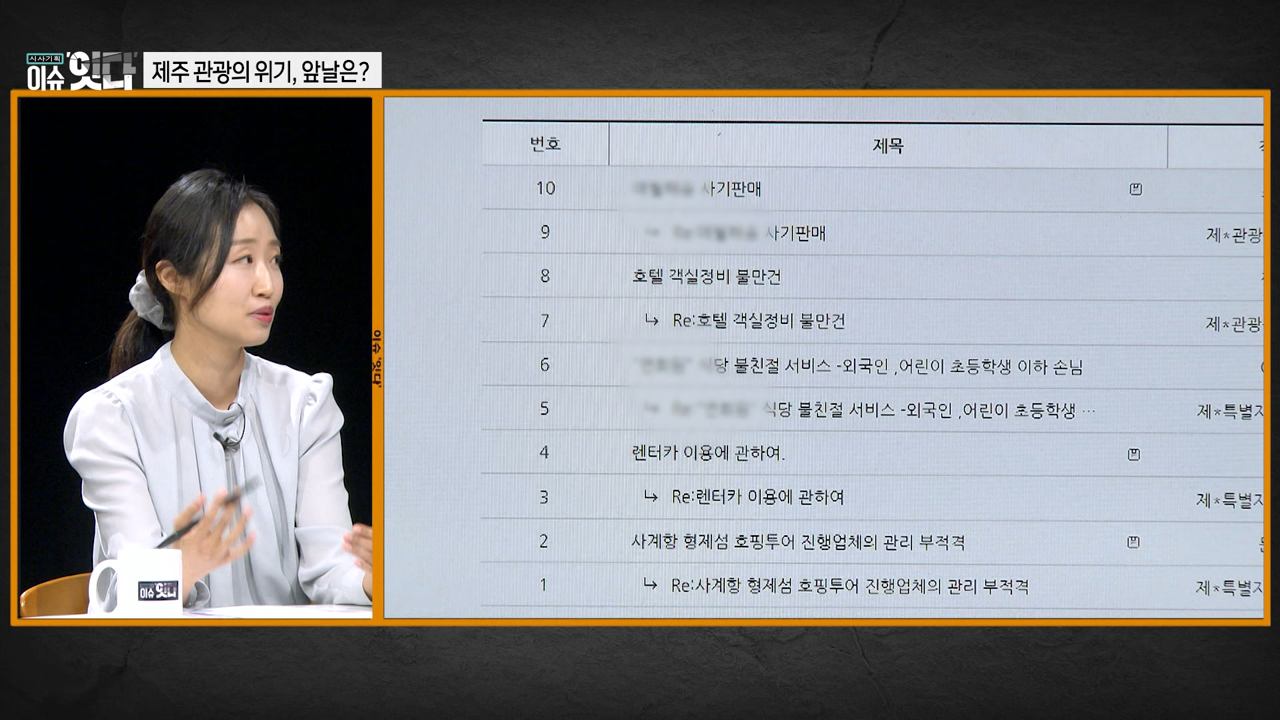 시사기획
이슈 '잇다'
제주 관광의 위기, 앞날은?
이슈 '잇다'
이슈 '잇다'
번호 제목
10 사기판매
9 사기판매 제*관광
8 호텔 객실정비 불만건
7 ↳ Re:호텔 객실정비 불만건 제*관광
6 식당 불친절 서비스 -외국인 ,어린이 초등학생 이하 손님
5 식당 불친절 서비스 -외국인 ,어린이 초등학생 … 제*특별자
4 렌터카 이용에 관하여.
3 ↳ Re:렌터카 이용에 관하여 제*특별자
2 사계항 형제섬 호핑투어 진행업체의 관리 부적격
1 ↳ Re:사계항 형제섬 호핑투어 진행업체의 관리 부적격 제*특별자